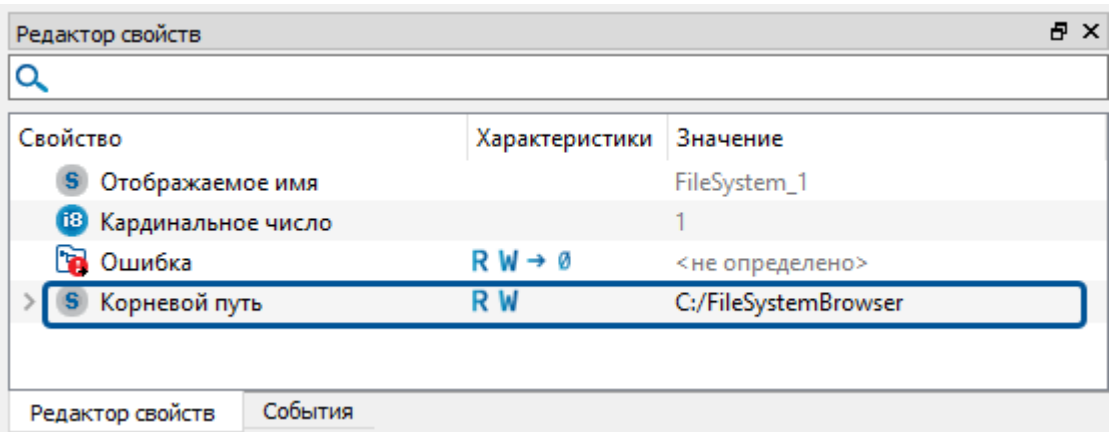 Редактор свойств
Свойство Характеристики Значение
S Отображаемое имя FileSystem_1
i8 Кардинальное число 1
Ошибка R W → Ø <не определено>
S Корневой путь R W C:/FileSystemBrowser
Редактор свойств События